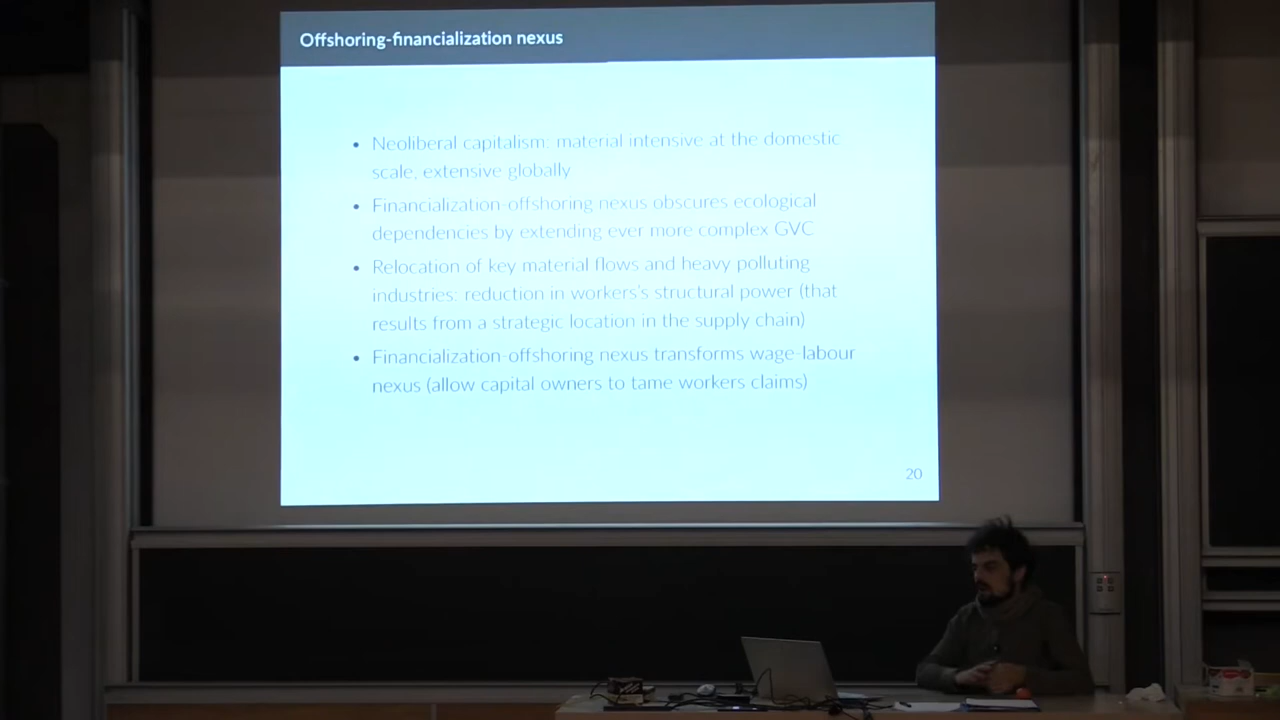 Offshoring-financialization nexus
• Neoliberal capitalism: material intensive at the domestic
scale, extensive globally
• Financialization-offshoring nexus obscures ecological
dependencies by extending ever more complex GVC
• Relocation of key material flows and heavy polluting
industries: reduction in workers's structural power (that
results from a strategic location in the supply chain)
• Financialization-offshoring nexus transforms wage-labour
nexus (allow capital owners to tame workers claims)
20